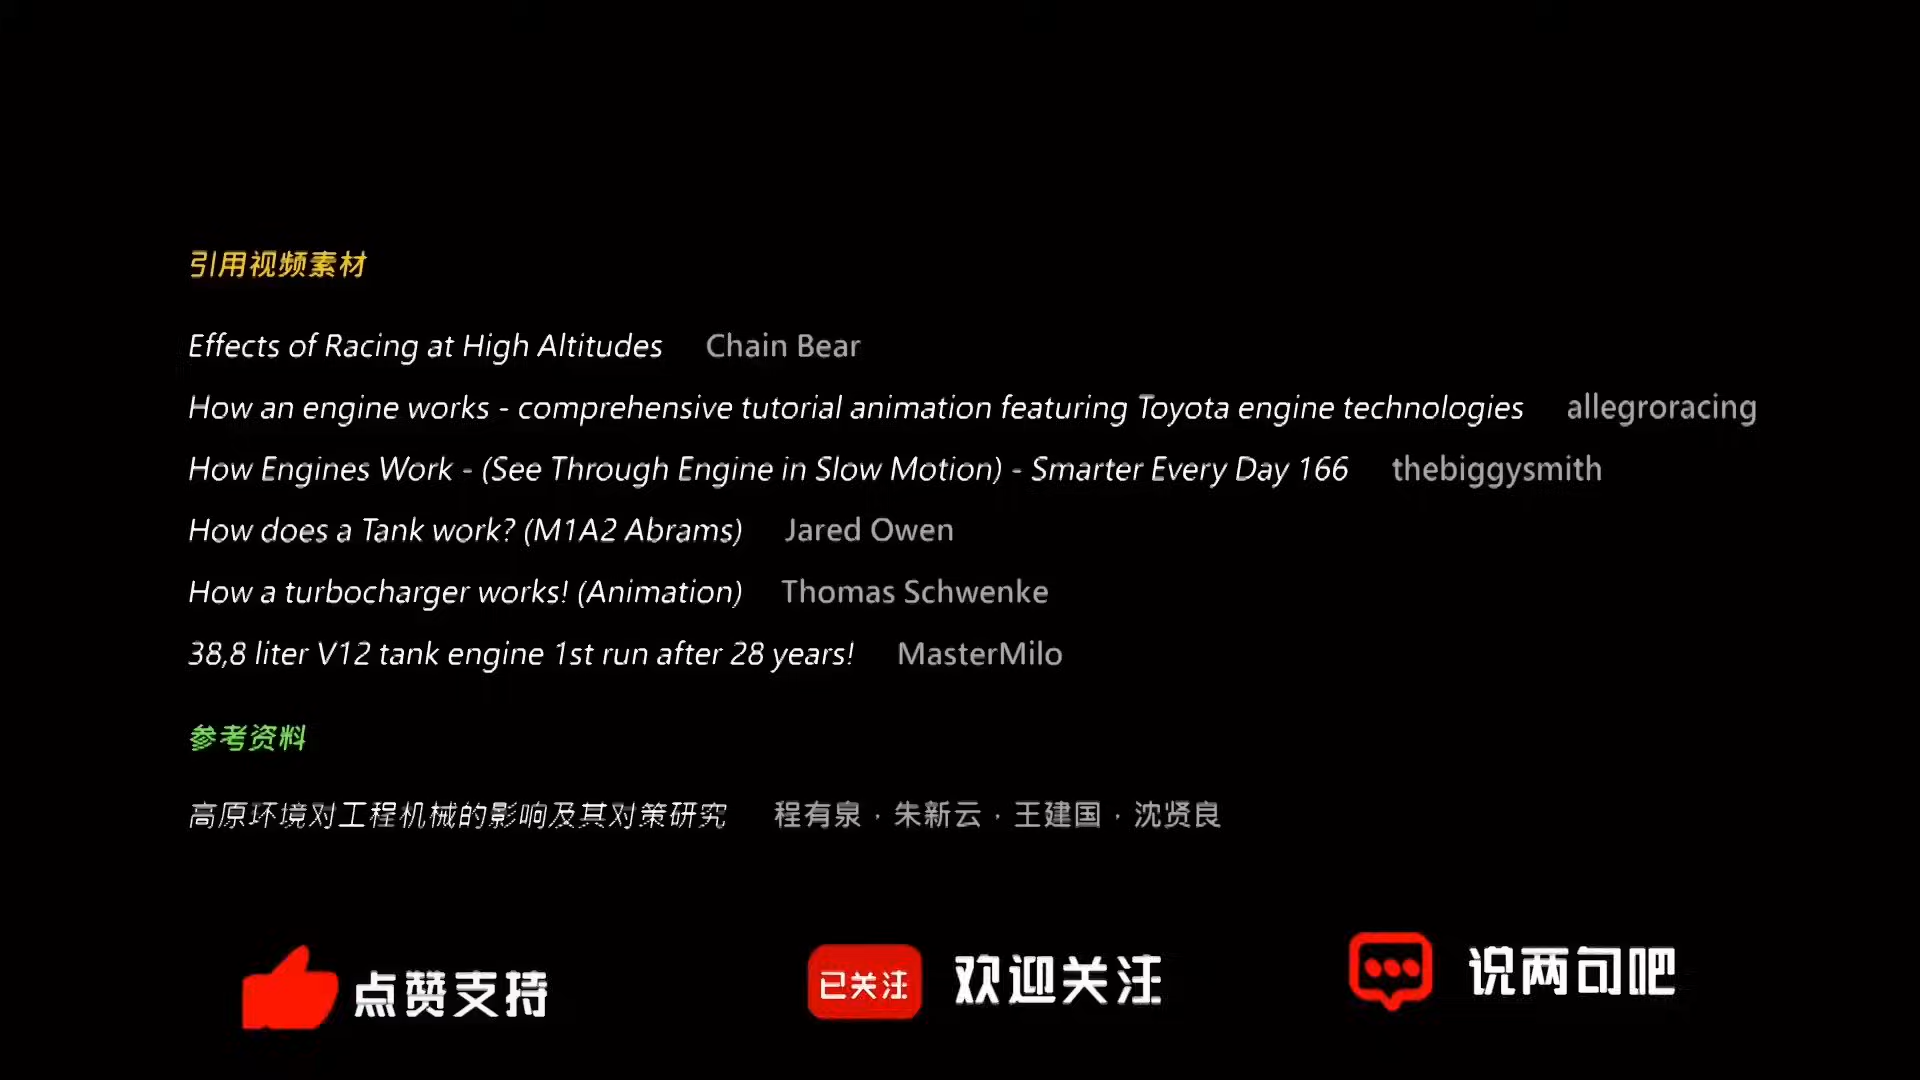 引用视频素材
Effects of Racing at High Altitudes Chain Bear
How an engine works - comprehensive tutorial animation featuring Toyota engine technologies allegroracing
How Engines Work - (See Through Engine in Slow Motion) - Smarter Every Day 166 thebiggysmith
How does a Tank work? (M1A2 Abrams) Jared Owen
How a turbocharger works! (Animation) Thomas Schwenke
38,8 liter V12 tank engine 1st run after 28 years! MasterMilo
参考资料
高原环境对工程机械的影响及其对策研究 程有泉 · 朱新云 · 王建国 · 沈贤良
点赞支持 已关注 欢迎关注 说两句吧